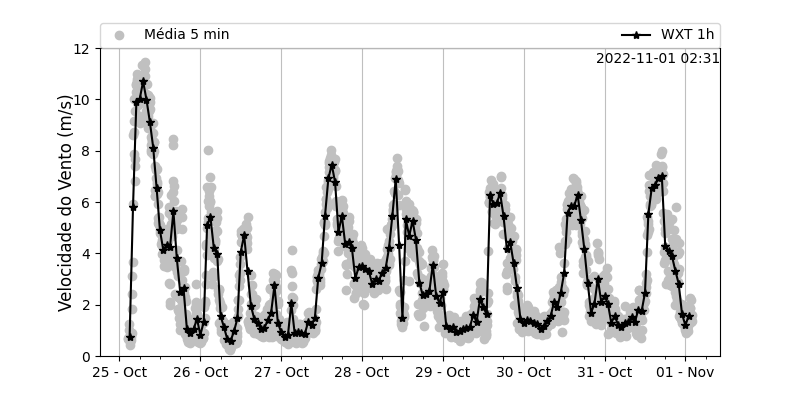 Média 5 min
WXT 1h
2022-11-01 02:31
Velocidade do Vento (m/s)
12
10
8
6
4
2
0
25 - Oct
26 - Oct
27 - Oct
28 - Oct
29 - Oct
30 - Oct
31 - Oct
01 - Nov